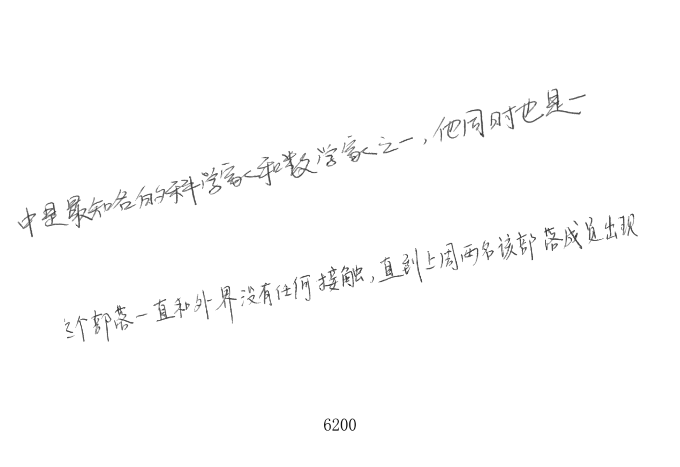 中是最知名的科学家和数学家之一，他同时也是一
这个部落一直和外界没有任何接触，直到上周两名该部落成员出现
6200